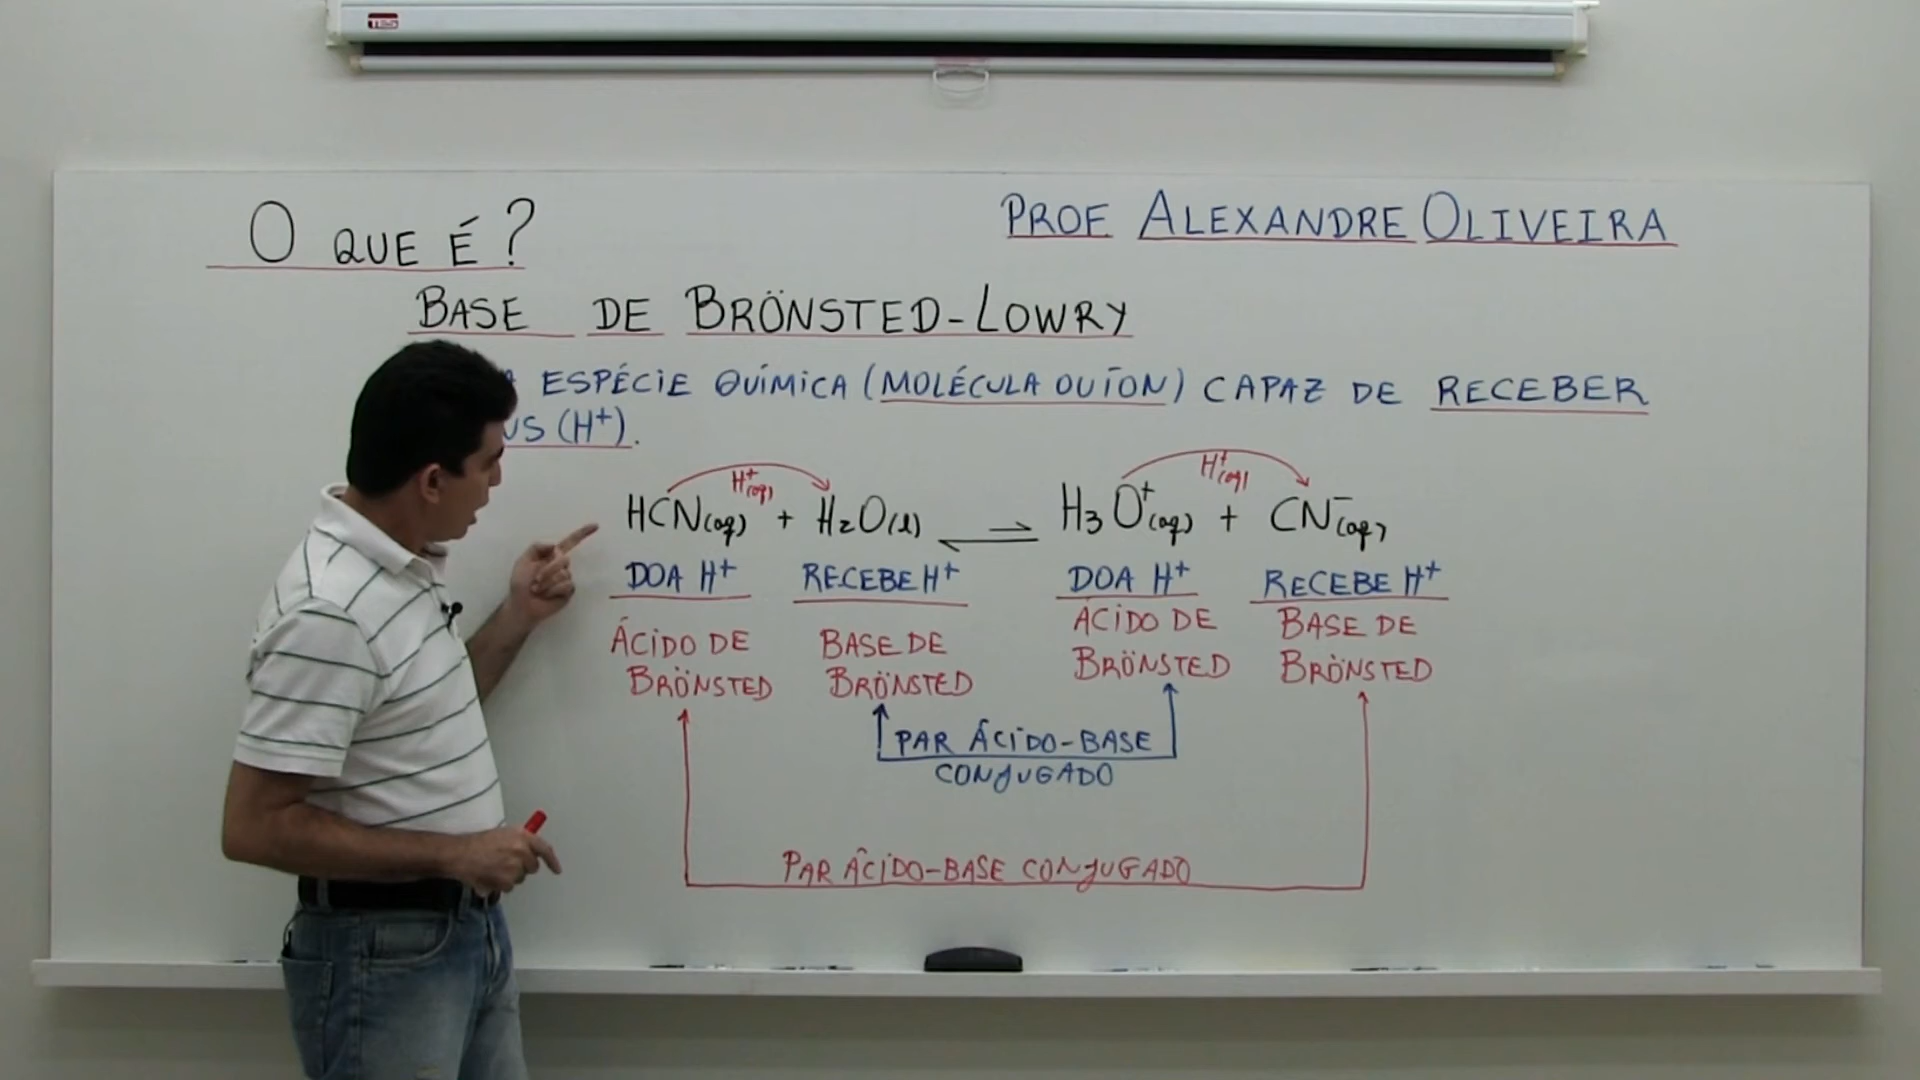 O QUE É?
PROF ALEXANDRE OLIVEIRA
BASE DE BRÖNSTED-LOWRY
ESPÉCIE QUÍMICA (MOLÉCULA OU ÍON) CAPAZ DE RECEBER
(H+).
H+(aq) H+(aq)
HCN(aq) + H2O(l) ⇌ H3O+(aq) + CN-(aq)
DOA H+ RECEBE H+ DOA H+ RECEBE H+
ÁCIDO DE BASE DE ÁCIDO DE BASE DE
BRÖNSTED BRÖNSTED BRÖNSTED BRÖNSTED
PAR ÁCIDO-BASE
CONJUGADO
PAR ÁCIDO-BASE CONJUGADO